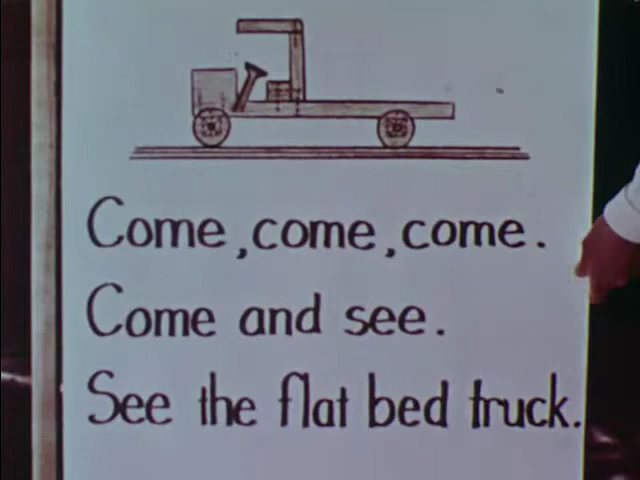 Come, come, come.
Come and see.
See the flat bed truck.